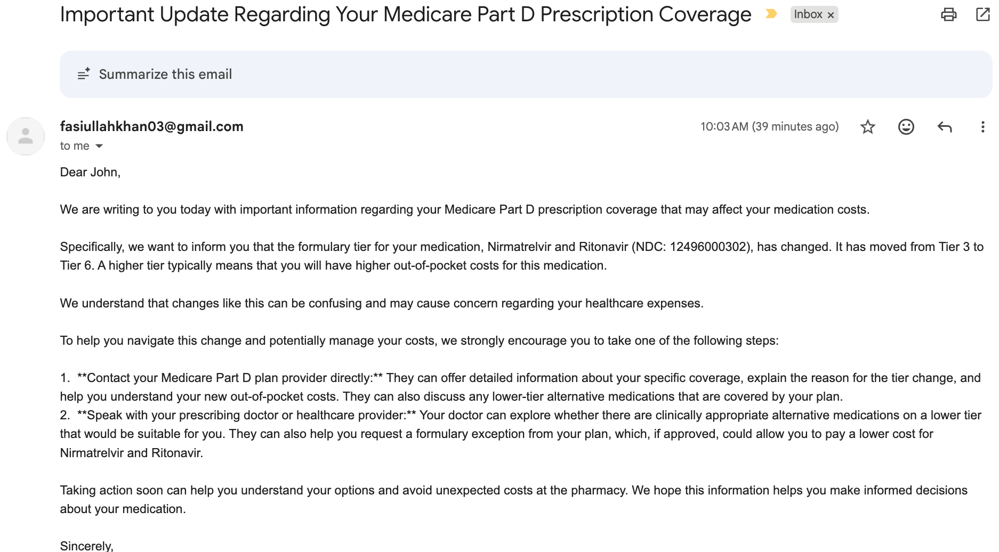 Important Update Regarding Your Medicare Part D Prescription Coverage Inbox ×
Summarize this email
fasiullahkhan03@gmail.com 10:03 AM (39 minutes ago)
to me
Dear John,
We are writing to you today with important information regarding your Medicare Part D prescription coverage that may affect your medication costs.
Specifically, we want to inform you that the formulary tier for your medication, Nirmatrelvir and Ritonavir (NDC: 12496000302), has changed. It has moved from Tier 3 to
Tier 6. A higher tier typically means that you will have higher out-of-pocket costs for this medication.
We understand that changes like this can be confusing and may cause concern regarding your healthcare expenses.
To help you navigate this change and potentially manage your costs, we strongly encourage you to take one of the following steps:
1. **Contact your Medicare Part D plan provider directly:** They can offer detailed information about your specific coverage, explain the reason for the tier change, and
help you understand your new out-of-pocket costs. They can also discuss any lower-tier alternative medications that are covered by your plan.
2. **Speak with your prescribing doctor or healthcare provider:** Your doctor can explore whether there are clinically appropriate alternative medications on a lower tier
that would be suitable for you. They can also help you request a formulary exception from your plan, which, if approved, could allow you to pay a lower cost for
Nirmatrelvir and Ritonavir.
Taking action soon can help you understand your options and avoid unexpected costs at the pharmacy. We hope this information helps you make informed decisions
about your medication.
Sincerely,